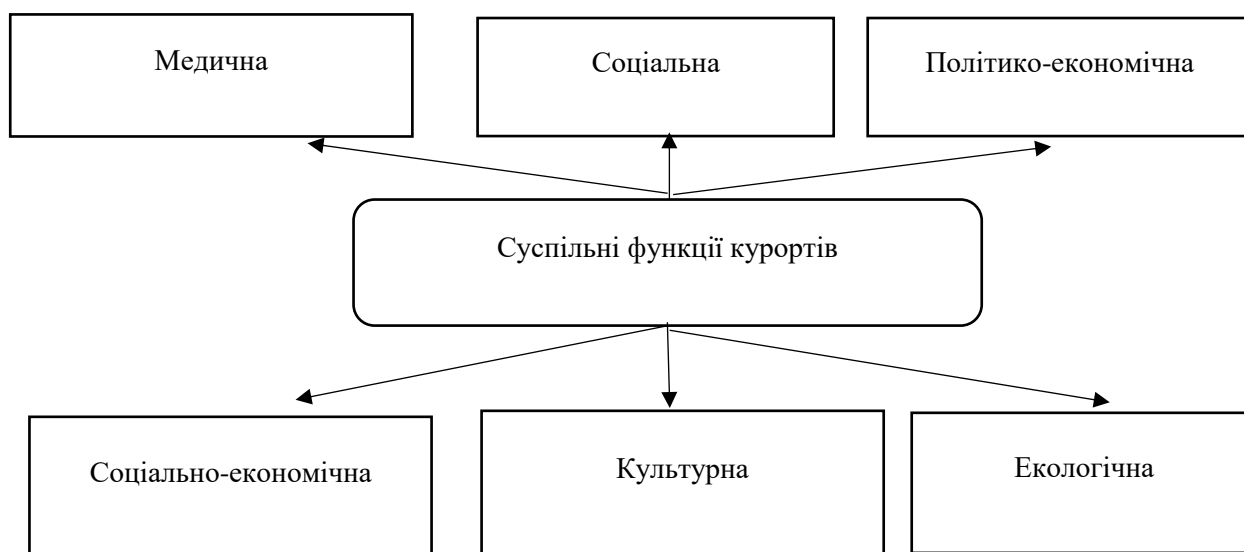 Медична
Соціальна
Політико-економічна
Суспільні функції курортів
Соціально-економічна
Культурна
Екологічна